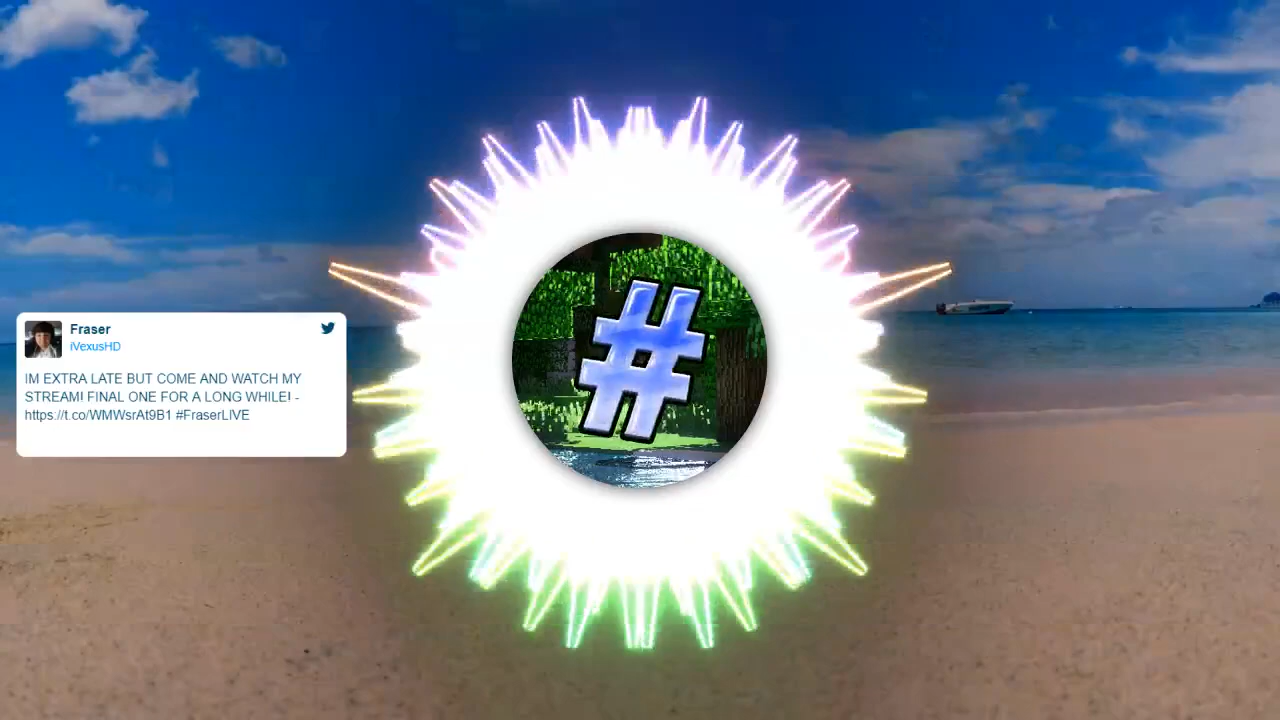 #
Fraser
iVexusHD
IM EXTRA LATE BUT COME AND WATCH MY
STREAM! FINAL ONE FOR A LONG WHILE! -
https://t.co/WMWsrAt9B1 #FraserLIVE